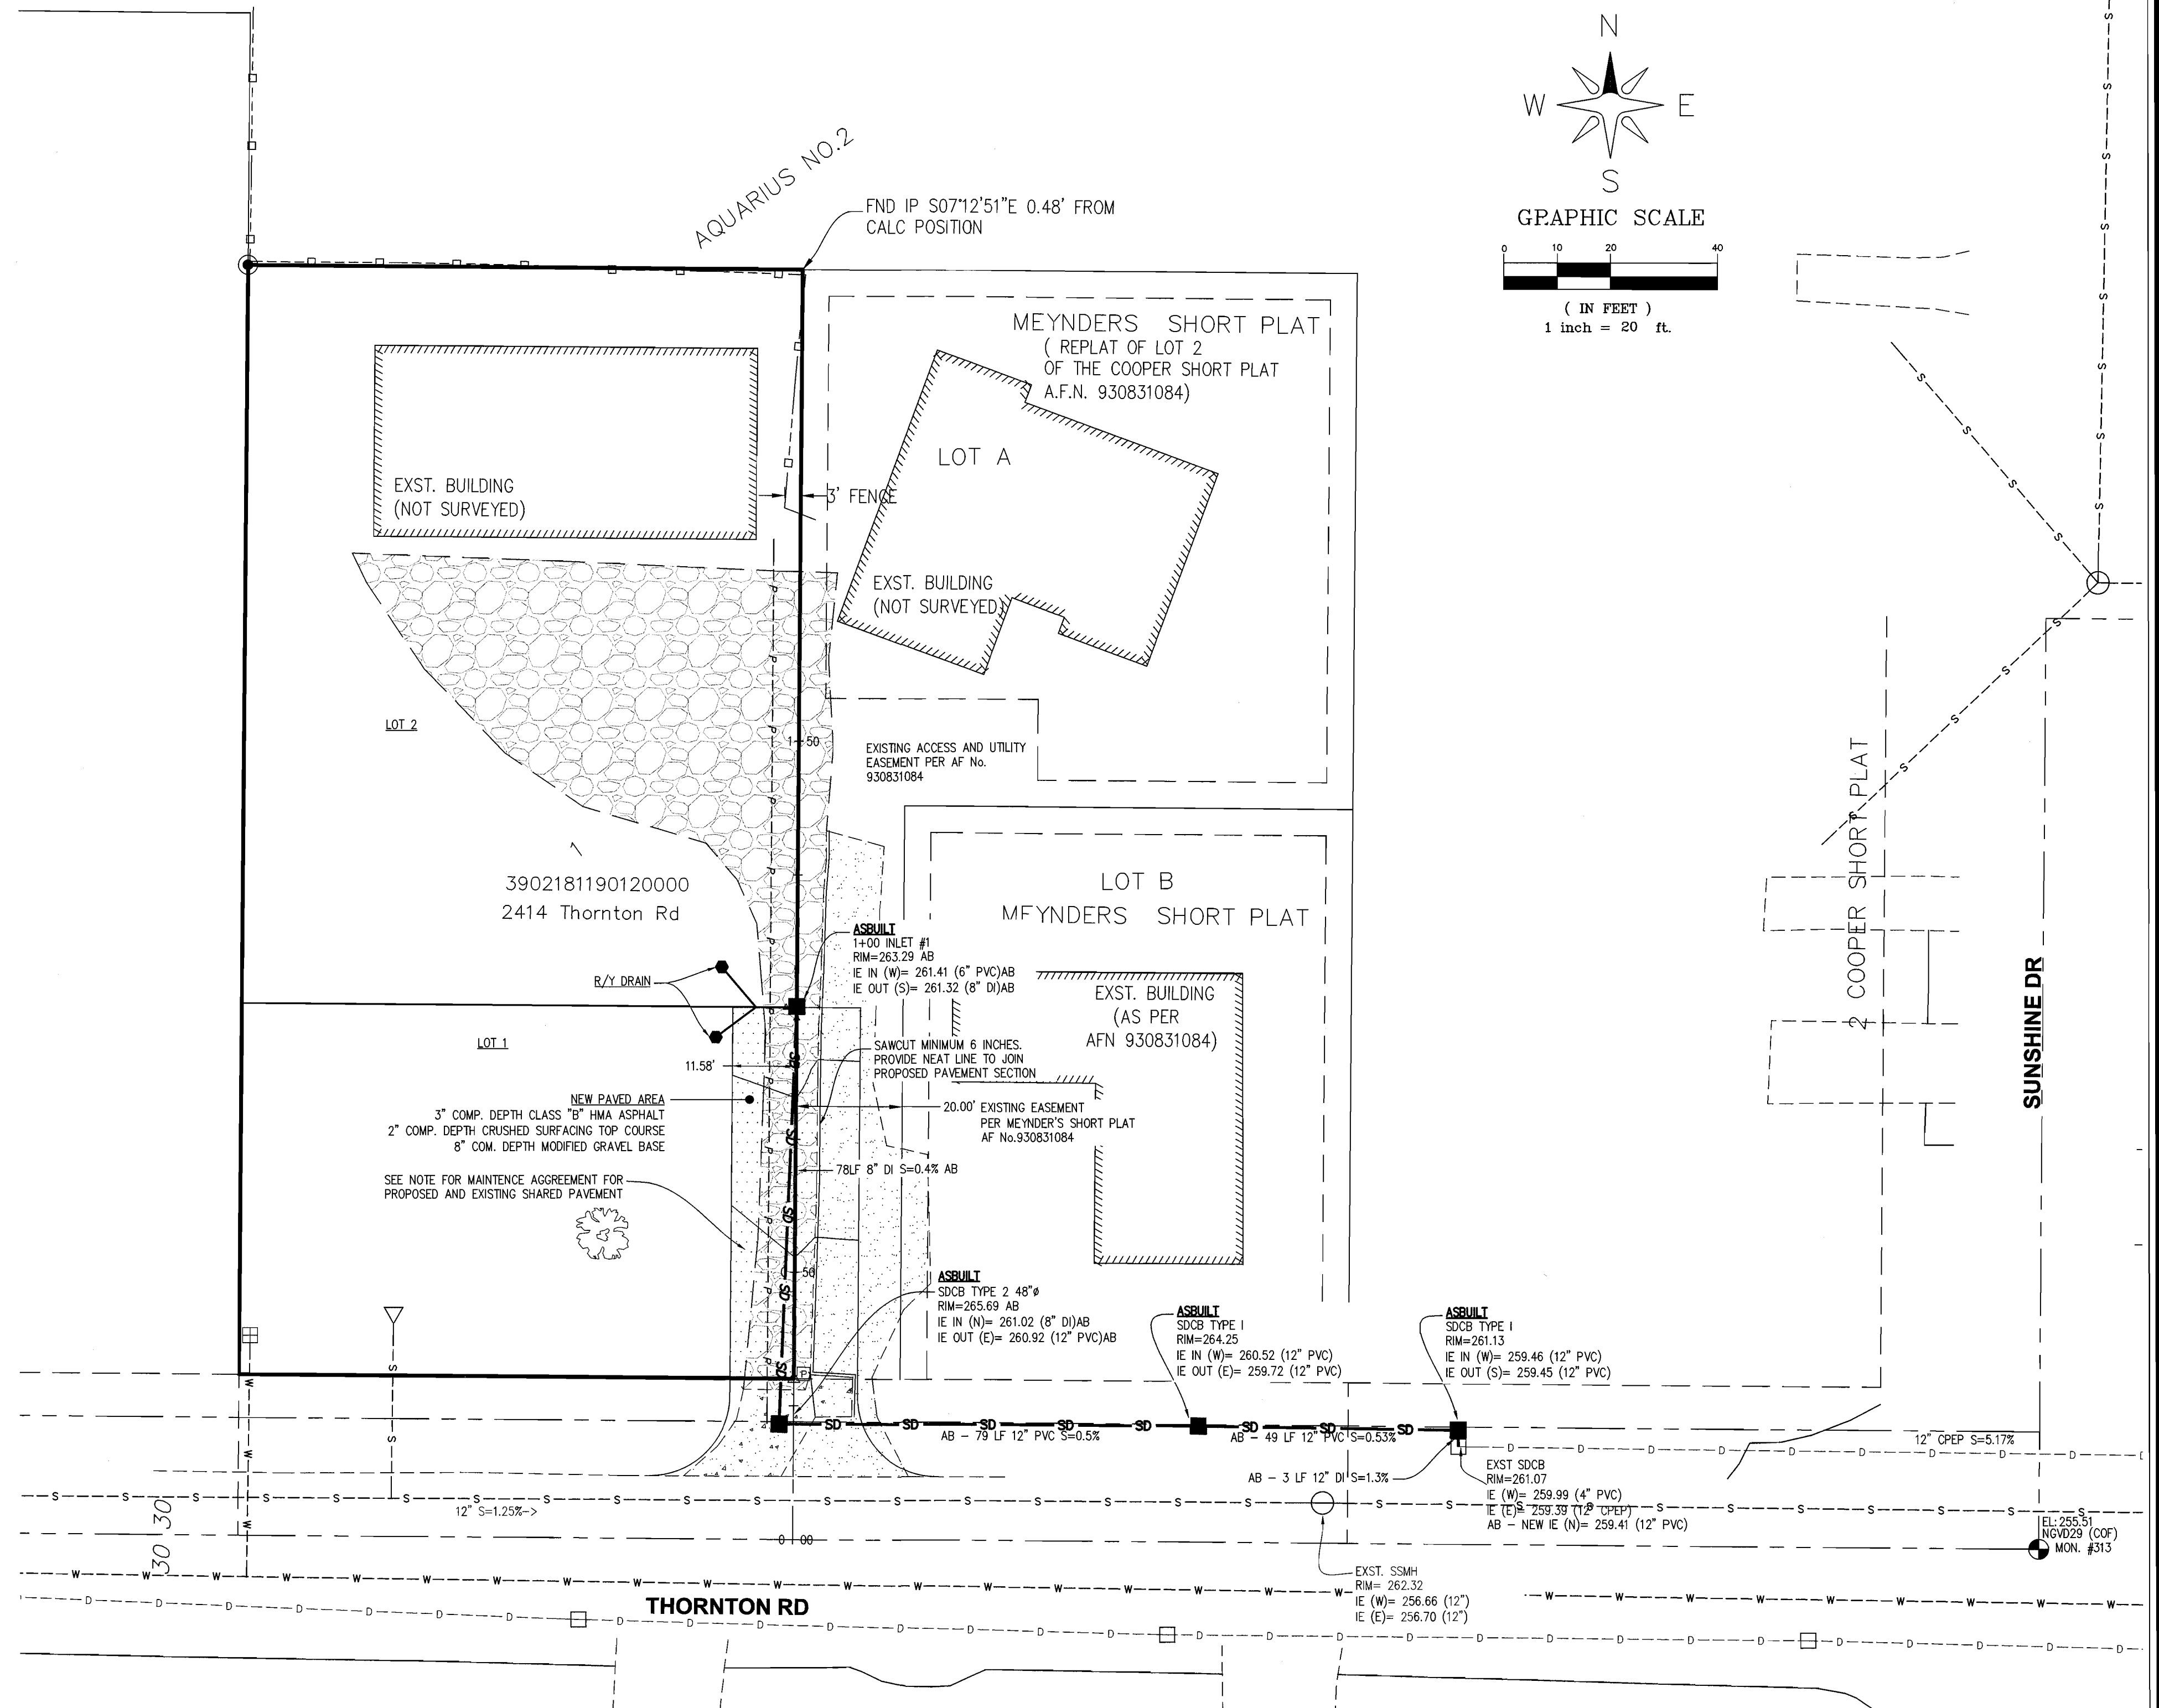 N
W E
S
GRAPHIC SCALE
0 10 20 40
( IN FEET )
1 inch = 20 ft.
AQUARIUS NO.2
FND IP S07°12'51"E 0.48' FROM
CALC POSITION
MEYNDERS SHORT PLAT
( REPLAT OF LOT 2
OF THE COOPER SHORT PLAT
A.F.N. 930831084)
LOT A
EXST. BUILDING
(NOT SURVEYED)
3' FENCE
EXST. BUILDING
(NOT SURVEYED)
LOT 2
1+50
EXISTING ACCESS AND UTILITY
EASEMENT PER AF No.
930831084
3902181190120000
2414 Thornton Rd
LOT B
MEYNDERS SHORT PLAT
2 COOPER SHORT PLAT
SUNSHINE DR
ASBUILT
1+00 INLET #1
RIM=263.29 AB
IE IN (W)= 261.41 (6" PVC)AB
IE OUT (S)= 261.32 (8" DI)AB
R/Y DRAIN
EXST. BUILDING
(AS PER
AFN 930831084)
LOT 1
SAWCUT MINIMUM 6 INCHES.
PROVIDE NEAT LINE TO JOIN
PROPOSED PAVEMENT SECTION
11.58'
NEW PAVED AREA
3" COMP. DEPTH CLASS "B" HMA ASPHALT
2" COMP. DEPTH CRUSHED SURFACING TOP COURSE
8" COM. DEPTH MODIFIED GRAVEL BASE
20.00' EXISTING EASEMENT
PER MEYNDER'S SHORT PLAT
AF No.930831084
78LF 8" DI S=0.4% AB
SEE NOTE FOR MAINTENCE AGGREEMENT FOR
PROPOSED AND EXISTING SHARED PAVEMENT
0+50
ASBUILT
SDCB TYPE 2 48"ø
RIM=265.69 AB
IE IN (N)= 261.02 (8" DI)AB
IE OUT (E)= 260.92 (12" PVC)AB
ASBUILT
SDCB TYPE I
RIM=264.25
IE IN (W)= 260.52 (12" PVC)
IE OUT (E)= 259.72 (12" PVC)
ASBUILT
SDCB TYPE I
RIM=261.13
IE IN (W)= 259.46 (12" PVC)
IE OUT (S)= 259.45 (12" PVC)
P
SD SD SD SD SD SD SD SD
AB - 79 LF 12" PVC S=0.5%
AB - 49 LF 12" PVC S=0.53%
12" CPEP S=5.17%
AB - 3 LF 12" DI S=1.3%
EXST SDCB
RIM=261.07
IE (W)= 259.99 (4" PVC)
IE (E)= 259.39 (12" CPEP)
AB - NEW IE (N)= 259.41 (12" PVC)
12" S=1.25%->
30 30
0 00
EL:255.51
NGVD29 (COF)
MON. #313
EXST. SSMH
RIM= 262.32
IE (W)= 256.66 (12")
IE (E)= 256.70 (12")
THORNTON RD